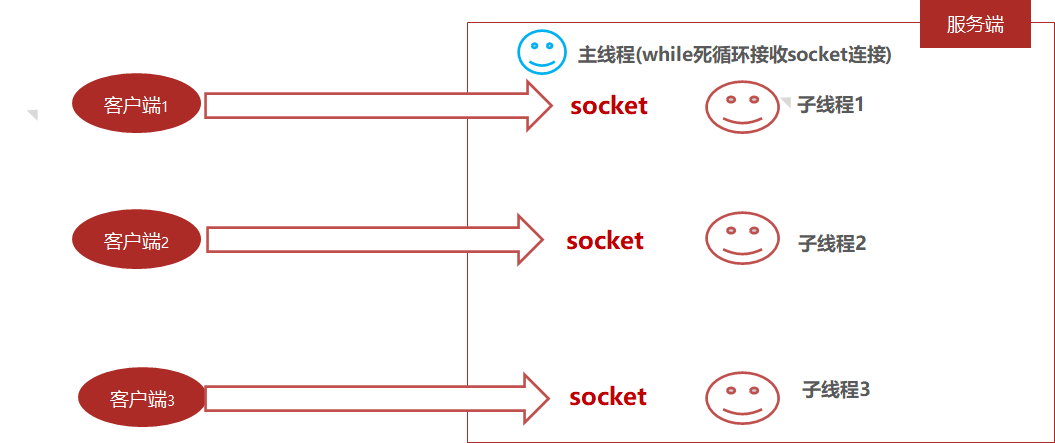 服务端
主线程(while死循环接收socket连接)
客户端1
socket
子线程1
客户端2
socket
子线程2
客户端3
socket
子线程3